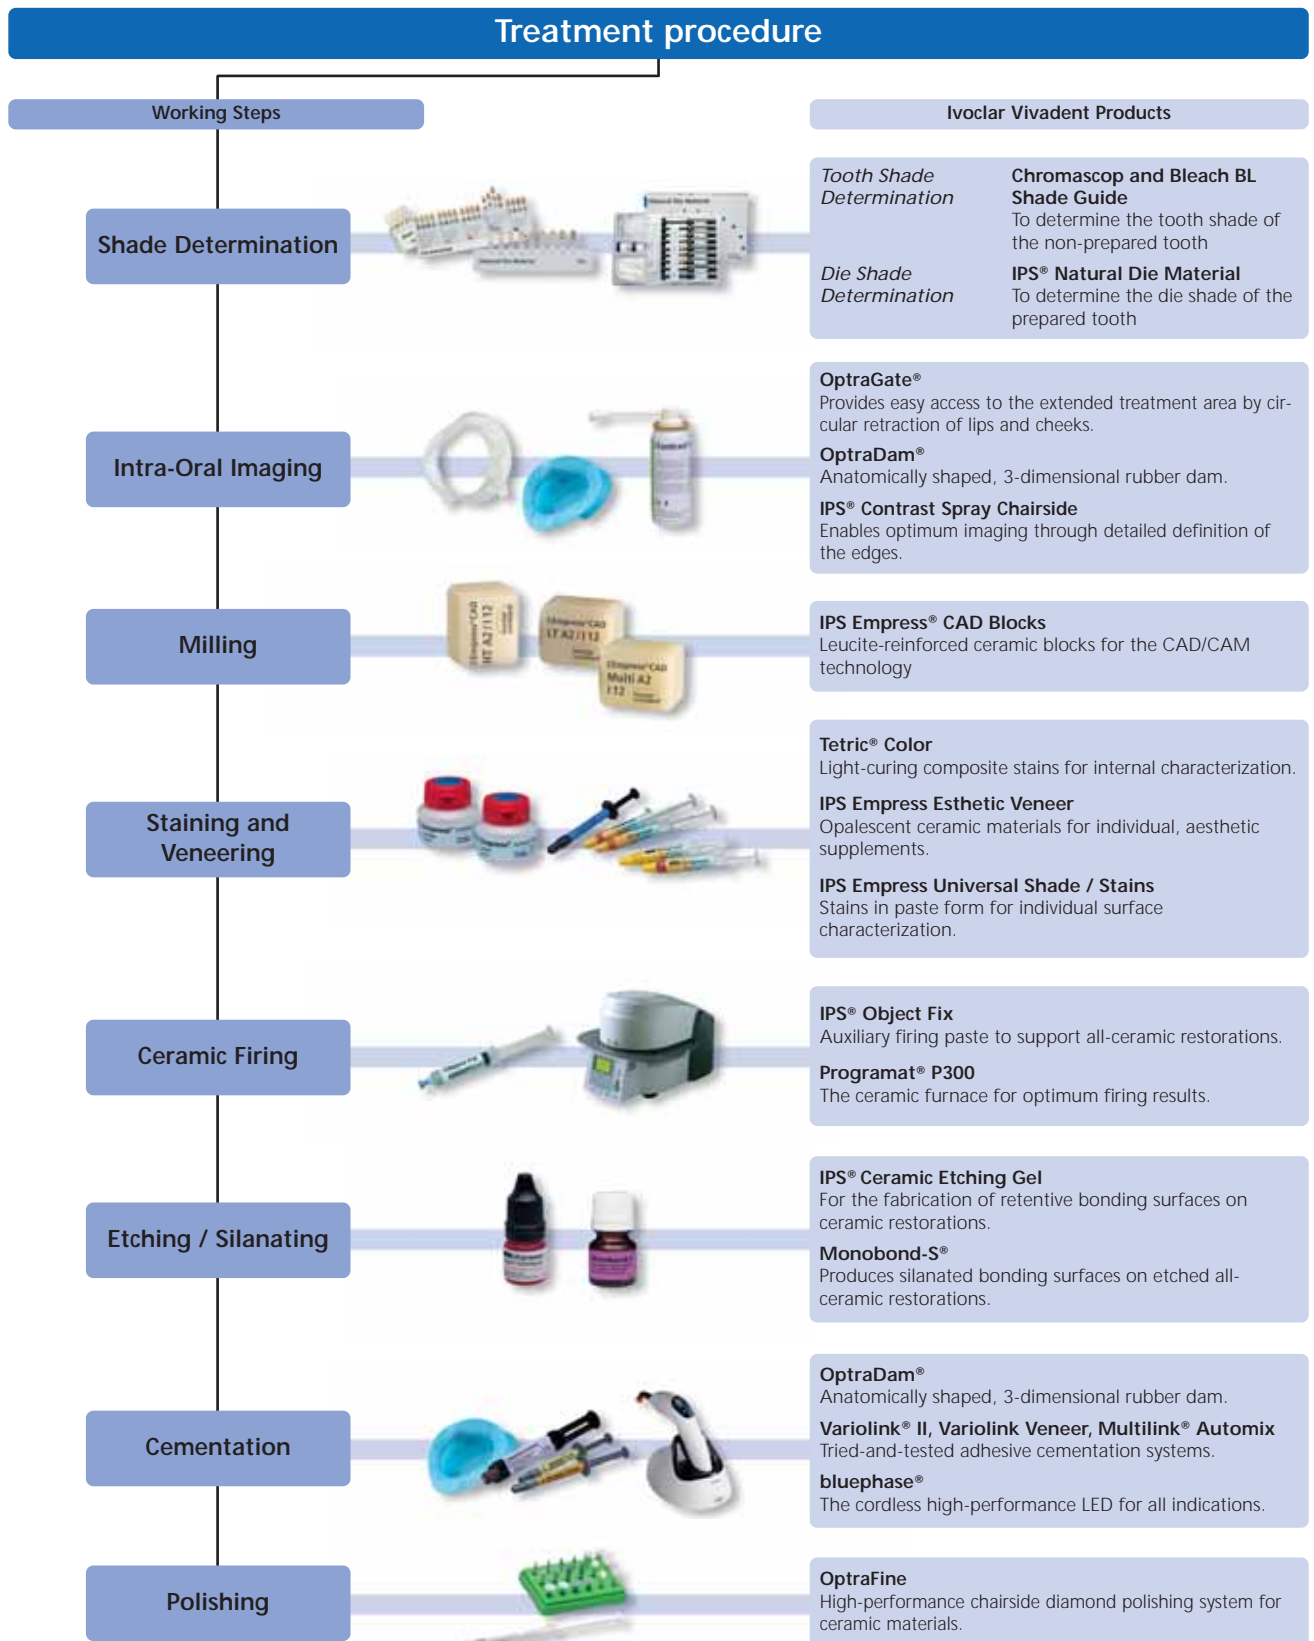 Treatment procedure
Working Steps
Ivoclar Vivadent Products
Shade Determination
Tooth Shade
Determination
Chromascop and Bleach BL
Shade Guide
To determine the tooth shade of
the non-prepared tooth
Die Shade
Determination
IPS® Natural Die Material
To determine the die shade of the
prepared tooth
Intra-Oral Imaging
OptraGate®
Provides easy access to the extended treatment area by cir-
cular retraction of lips and cheeks.
OptraDam®
Anatomically shaped, 3-dimensional rubber dam.
IPS® Contrast Spray Chairside
Enables optimum imaging through detailed definition of
the edges.
Milling
HT A2 / I 12
LT A2 / I 12
Multi A2
I 12
IPS Empress® CAD Blocks
Leucite-reinforced ceramic blocks for the CAD/CAM
technology
Staining and
Veneering
Tetric® Color
Light-curing composite stains for internal characterization.
IPS Empress Esthetic Veneer
Opalescent ceramic materials for individual, aesthetic
supplements.
IPS Empress Universal Shade / Stains
Stains in paste form for individual surface
characterization.
Ceramic Firing
IPS® Object Fix
Auxiliary firing paste to support all-ceramic restorations.
Programat® P300
The ceramic furnace for optimum firing results.
Etching / Silanating
IPS® Ceramic Etching Gel
For the fabrication of retentive bonding surfaces on
ceramic restorations.
Monobond-S®
Produces silanated bonding surfaces on etched all-
ceramic restorations.
Cementation
OptraDam®
Anatomically shaped, 3-dimensional rubber dam.
Variolink® II, Variolink Veneer, Multilink® Automix
Tried-and-tested adhesive cementation systems.
bluephase®
The cordless high-performance LED for all indications.
Polishing
OptraFine
High-performance chairside diamond polishing system for
ceramic materials.